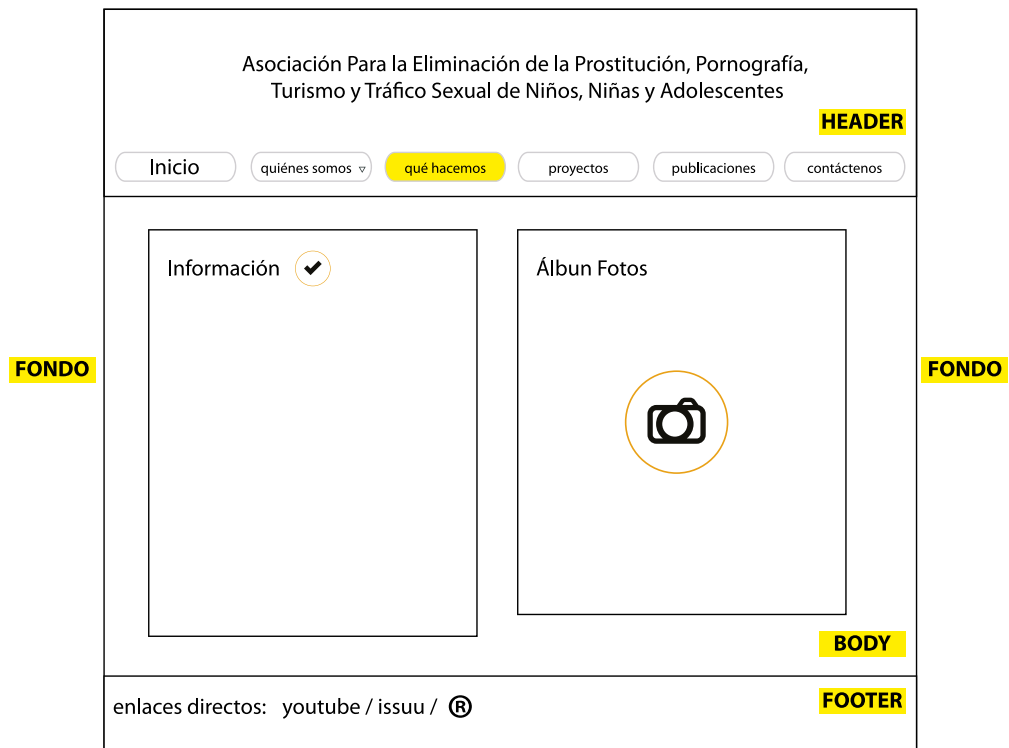 Asociación Para la Eliminación de la Prostitución, Pornografía,
Turismo y Tráfico Sexual de Niños, Niñas y Adolescentes
HEADER
Inicio
quiénes somos
qué hacemos
proyectos
publicaciones
contáctenos
Información
Álbun Fotos
FONDO
FONDO
BODY
enlaces directos: youtube / issuu / ®
FOOTER